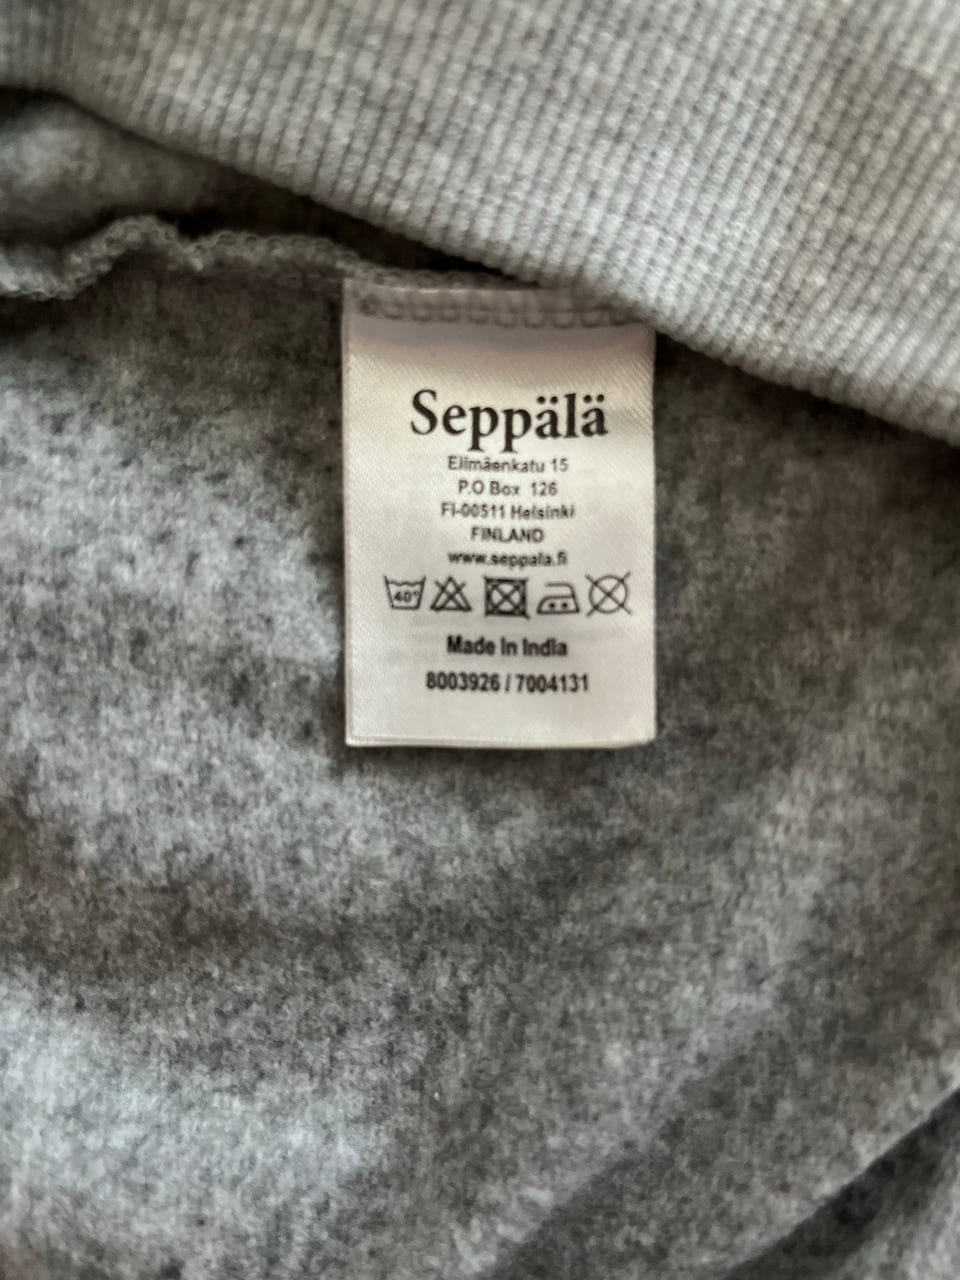 Seppälä
Elimäenkatu 15
P.O Box 126
FI-00511 Helsinki
FINLAND
www.seppala.fi
40°
Made in India
8003926 / 7004131